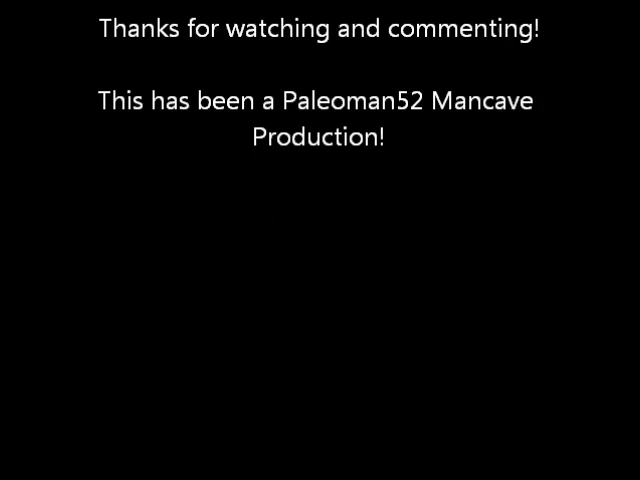 Thanks for watching and commenting!
This has been a Paleoman52 Mancave
Production!